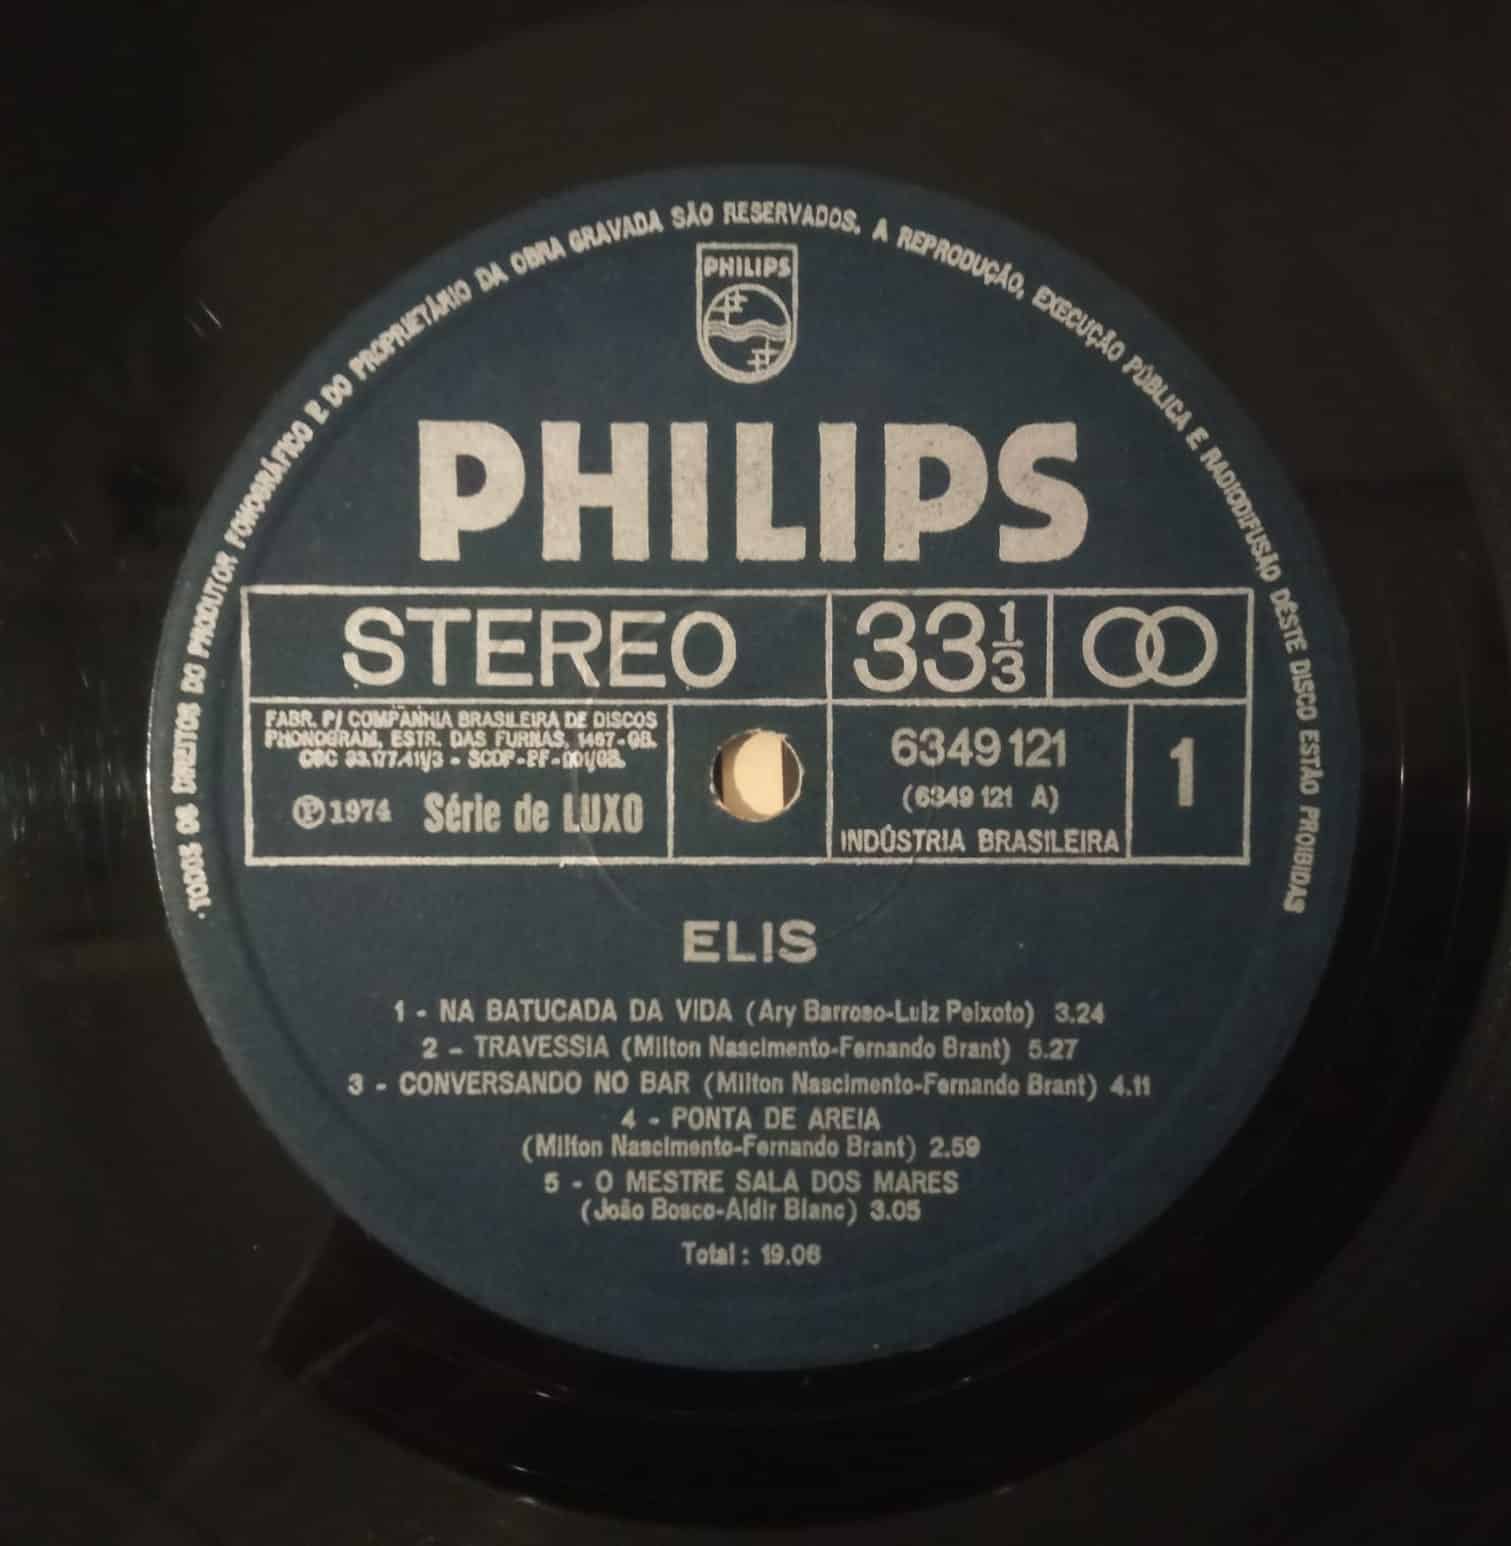 TODOS OS DIREITOS DO PRODUTOR FONOGRÁFICO E DO PROPRIETÁRIO DA OBRA GRAVADA SÃO RESERVADOS. A REPRODUÇÃO, EXECUÇÃO PÚBLICA E RADIODIFUSÃO DÊSTE DISCO ESTÃO PROIBIDAS
PHILIPS
PHILIPS
STEREO
33 1/3
FABR. P/ COMPANHIA BRASILEIRA DE DISCOS
PHONOGRAM, ESTR. DAS FURNAS, 1467-GB.
CGC 33.177.411/3 - SCDP-PF-001/GB.
℗ 1974 Série de LUXO
6349 121
(6349 121 A)
INDÚSTRIA BRASILEIRA
1
ELIS
1 - NA BATUCADA DA VIDA (Ary Barroso-Luiz Peixoto) 3.24
2 - TRAVESSIA (Milton Nascimento-Fernando Brant) 5.27
3 - CONVERSANDO NO BAR (Milton Nascimento-Fernando Brant) 4.11
4 - PONTA DE AREIA
(Milton Nascimento-Fernando Brant) 2.59
5 - O MESTRE SALA DOS MARES
(João Bosco-Aldir Blanc) 3.05
Total : 19.06